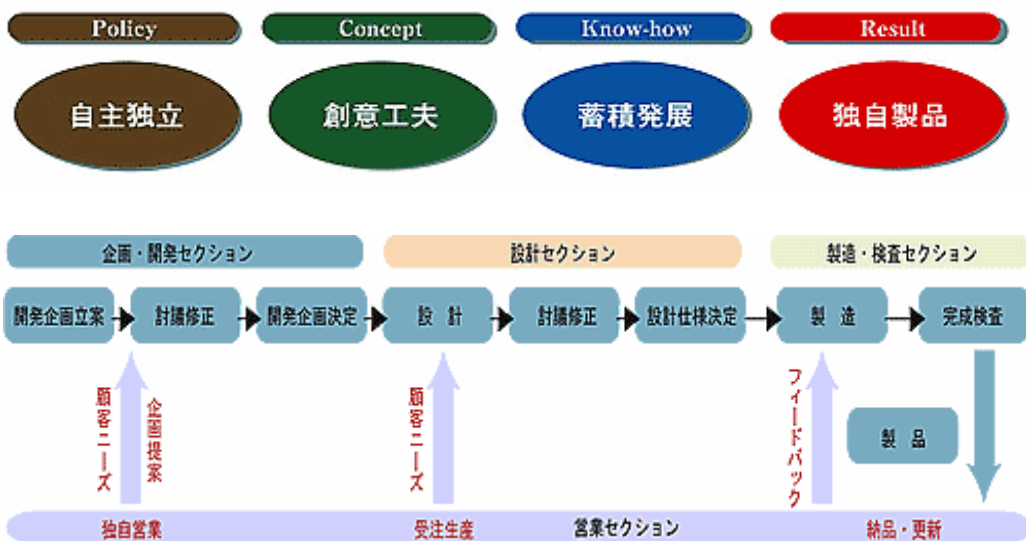 Policy
Concept
Know-how
Result
自主独立
創意工夫
蓄積発展
独自製品
企画・開発セクション
設計セクション
製造・検査セクション
開発企画立案
討議修正
開発企画決定
設 計
討議修正
設計仕様決定
製 造
完成検査
顧客ニーズ
企画提案
顧客ニーズ
フィードバック
製 品
独自営業
受注生産
営業セクション
納品・更新